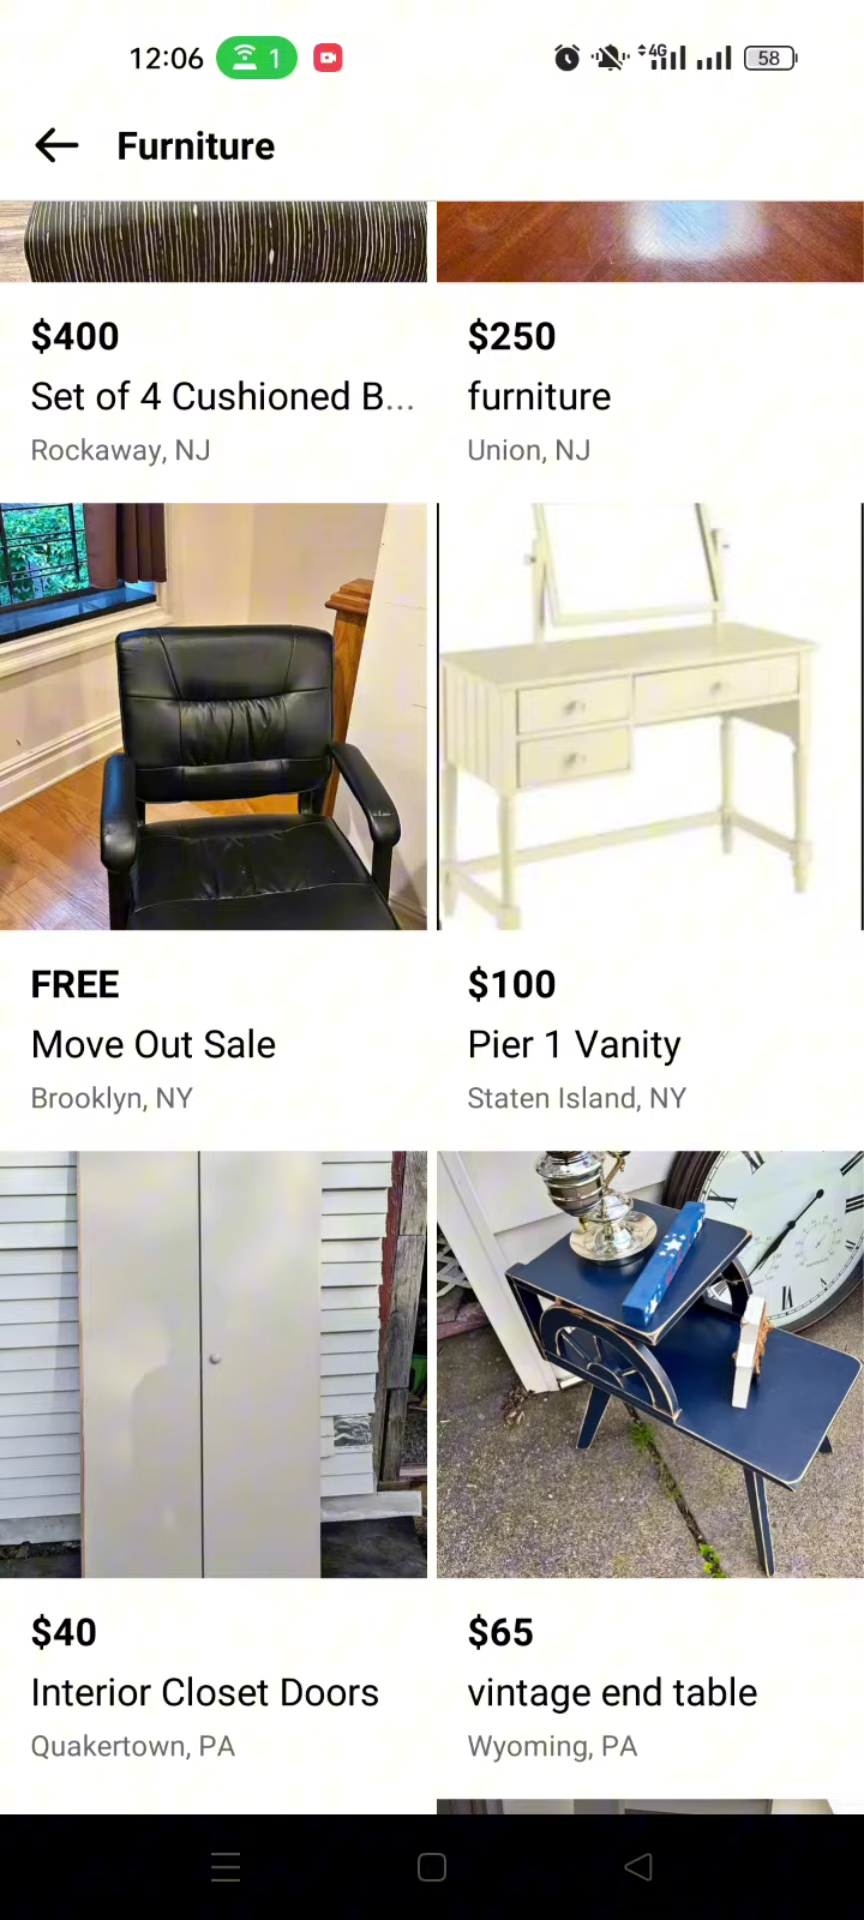 12:06 1 4G 58
Furniture
$400
Set of 4 Cushioned B...
Rockaway, NJ
$250
furniture
Union, NJ
FREE
Move Out Sale
Brooklyn, NY
$100
Pier 1 Vanity
Staten Island, NY
$40
Interior Closet Doors
Quakertown, PA
$65
vintage end table
Wyoming, PA